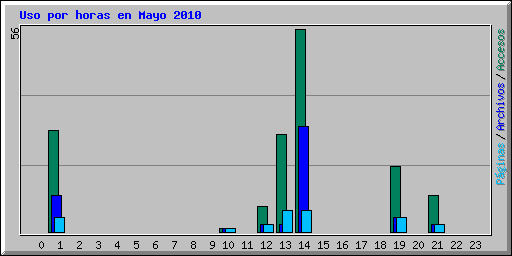 Uso por horas en Mayo 2010
56
Páginas / Archivos / Accesos
0 1 2 3 4 5 6 7 8 9 10 11 12 13 14 15 16 17 18 19 20 21 22 23